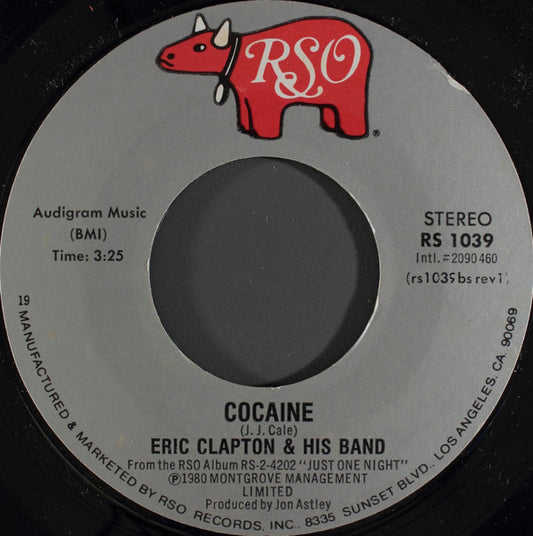 RSO
®
Audigram Music
(BMI)
Time: 3:25
STEREO
RS 1039
Intl.#2090 460
(rs1039bs rev1)
COCAINE
(J. J. Cale)
ERIC CLAPTON & HIS BAND
From the RSO Album RS-2-4202 "JUST ONE NIGHT"
℗1980 MONTGROVE MANAGEMENT
LIMITED
Produced by Jon Astley
19
MANUFACTURED & MARKETED BY RSO RECORDS, INC., 8335 SUNSET BLVD., LOS ANGELES, CA. 90069